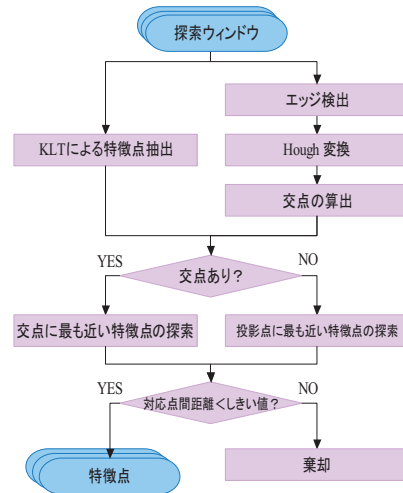 探索ウィンドウ
エッジ検出
KLTによる特徴点抽出
Hough 変換
交点の算出
YES
交点あり？
NO
交点に最も近い特徴点の探索
投影点に最も近い特徴点の探索
YES
対応点間距離くしきい値？
NO
特徴点
棄却